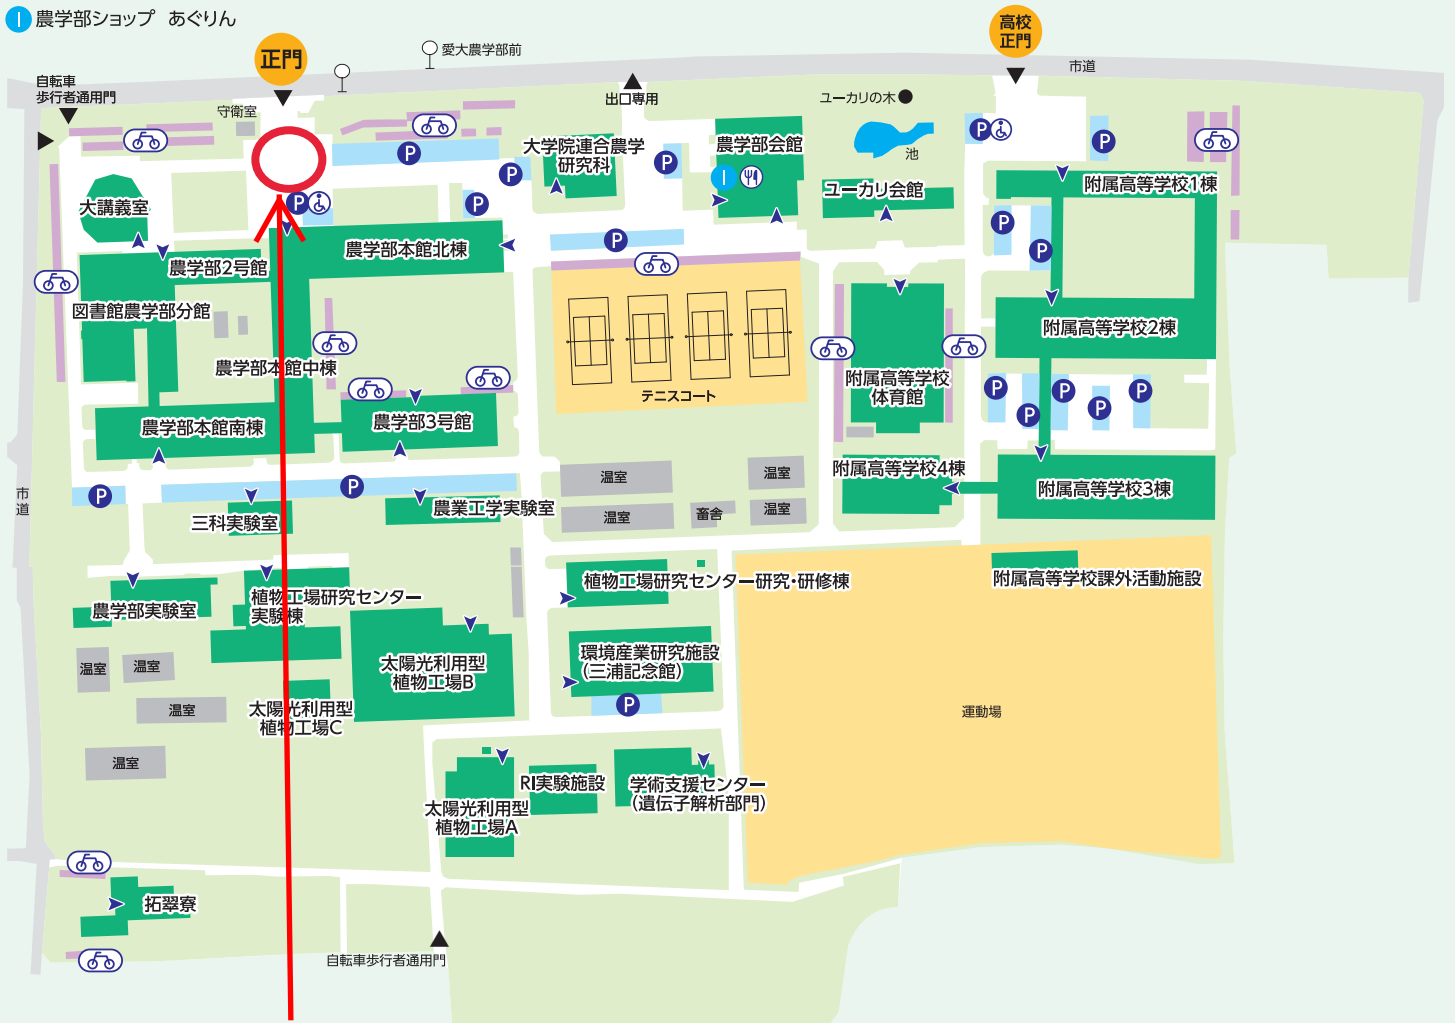 I 農学部ショップ あぐりん
正門
高校
正門
愛大農学部前
市道
自転車
歩行者通用門
守衛室
出口専用
ユーカリの木
大学院連合農学
研究科
農学部会館
池
P
P
P
P
P
I
大講義室
P
P
ユーカリ会館
附属高等学校1棟
P
P
農学部本館北棟
P
農学部2号館
図書館農学部分館
附属高等学校2棟
農学部本館中棟
テニスコート
附属高等学校
体育館
P
P
P
P
P
農学部本館南棟
農学部3号館
温室
温室
附属高等学校4棟
附属高等学校3棟
市
道
P
P
三科実験室
農業工学実験室
温室
畜舎
温室
農学部実験室
植物工場研究センター
実験棟
植物工場研究センター研究・研修棟
附属高等学校課外活動施設
温室
温室
太陽光利用型
植物工場B
環境産業研究施設
(三浦記念館)
温室
太陽光利用型
植物工場C
P
運動場
温室
太陽光利用型
植物工場A
RI実験施設
学術支援センター
(遺伝子解析部門)
拓翠寮
自転車歩行者通用門